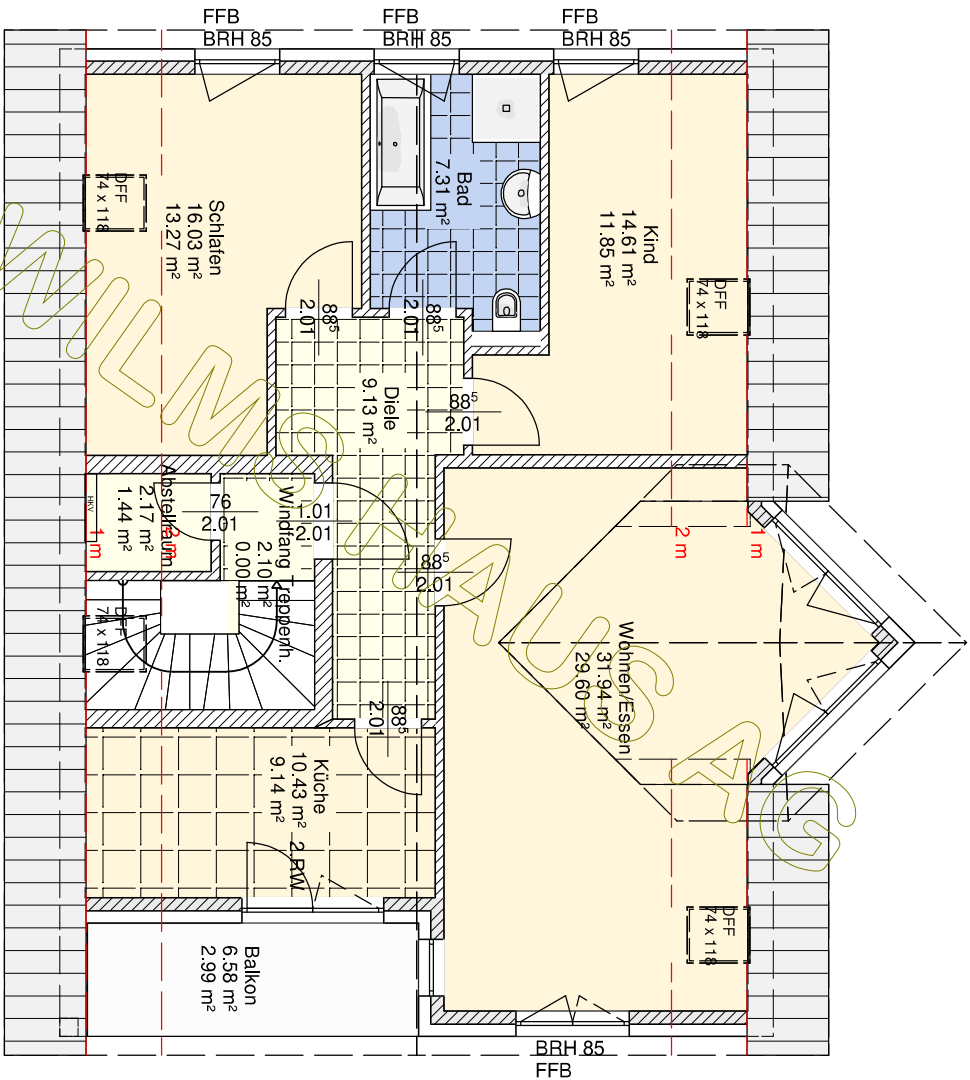 FFB
BRH 85
FFB
BRH 85
FFB
BRH 85
DFF
74 x 118
Schlafen
16.03 m²
13.27 m²
Bad
7.31 m²
Kind
14.61 m²
11.85 m²
DFF
74 x 118
88⁵
2.01
88⁵
2.01
Diele
9.13 m²
88⁵
2.01
Abstellraum
2.17 m²
1.44 m²
HKV
1 m
2 m
76
2.01
Windfang Treppenh.
2.10 m²
0.00 m²
1.01
2.01
88⁵
2.01
2 m
1 m
DFF
74 x 118
Wohnen/Essen
31.94 m²
29.60 m²
88⁵
2.01
Küche
10.43 m²
9.14 m²
2.RW
DFF
74 x 118
Balkon
6.58 m²
2.99 m²
BRH 85
FFB
WILMS HAUS AG